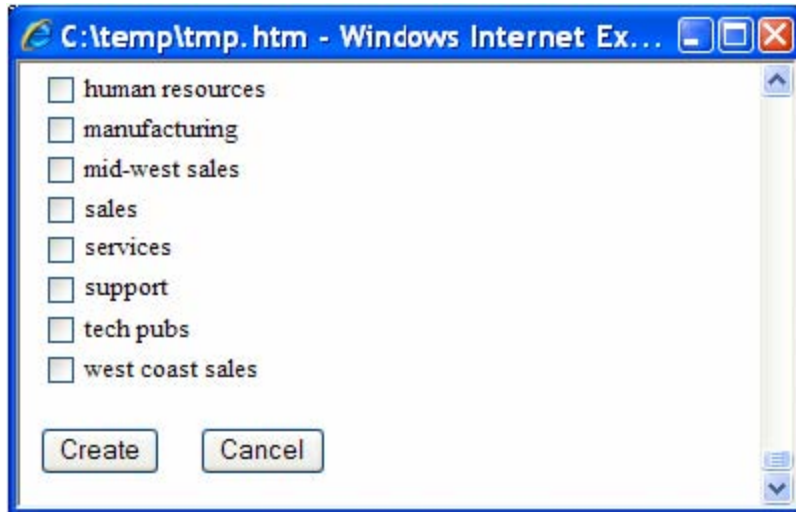 C:\temp\tmp.htm - Windows Internet Ex...
human resources
manufacturing
mid-west sales
sales
services
support
tech pubs
west coast sales
Create Cancel